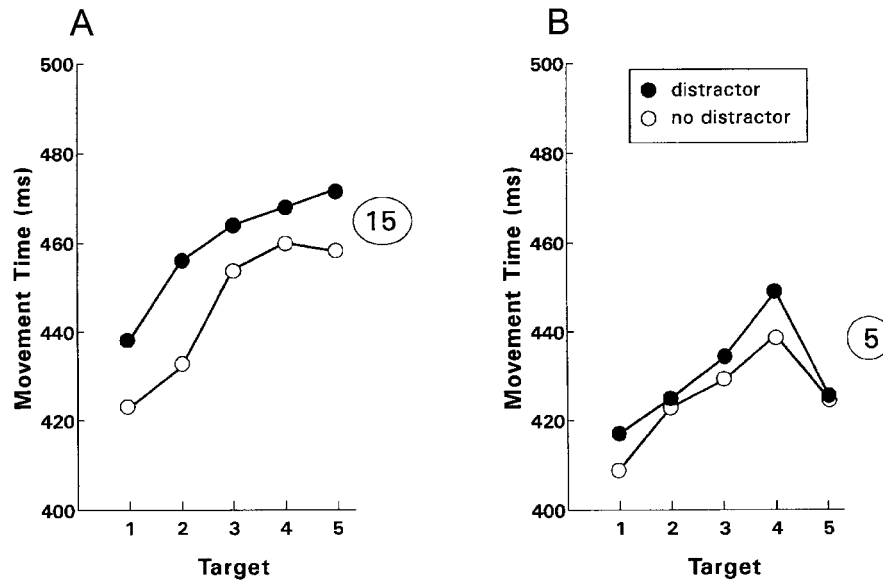 A
500
480
460
440
420
400
Movement Time (ms)
15
1 2 3 4 5
Target
B
500
480
460
440
420
400
Movement Time (ms)
distractor
no distractor
5
1 2 3 4 5
Target